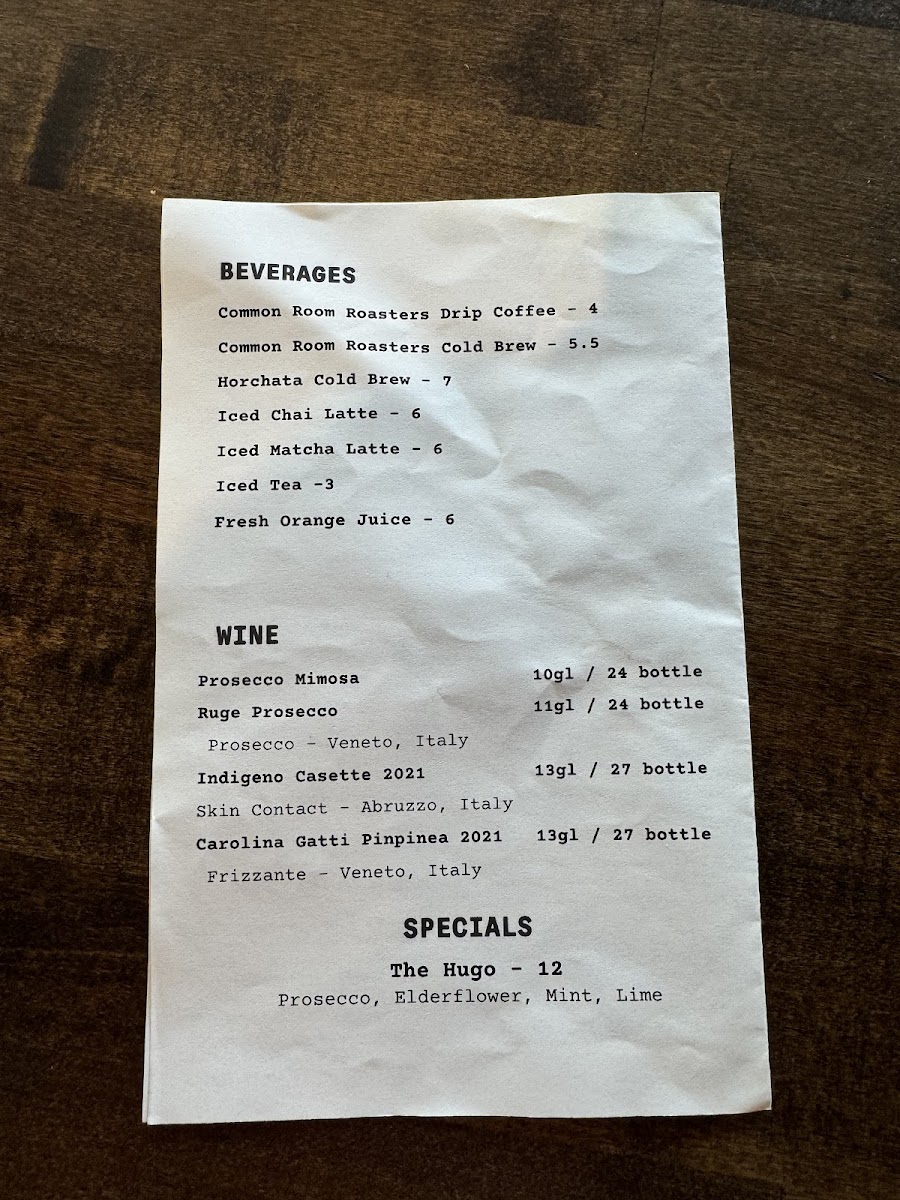 BEVERAGES
Common Room Roasters Drip Coffee - 4
Common Room Roasters Cold Brew - 5.5
Horchata Cold Brew - 7
Iced Chai Latte - 6
Iced Matcha Latte - 6
Iced Tea -3
Fresh Orange Juice - 6
WINE
Prosecco Mimosa 10gl / 24 bottle
Ruge Prosecco 11gl / 24 bottle
Prosecco - Veneto, Italy
Indigeno Casette 2021 13gl / 27 bottle
Skin Contact - Abruzzo, Italy
Carolina Gatti Pinpinea 2021 13gl / 27 bottle
Frizzante - Veneto, Italy
SPECIALS
The Hugo - 12
Prosecco, Elderflower, Mint, Lime